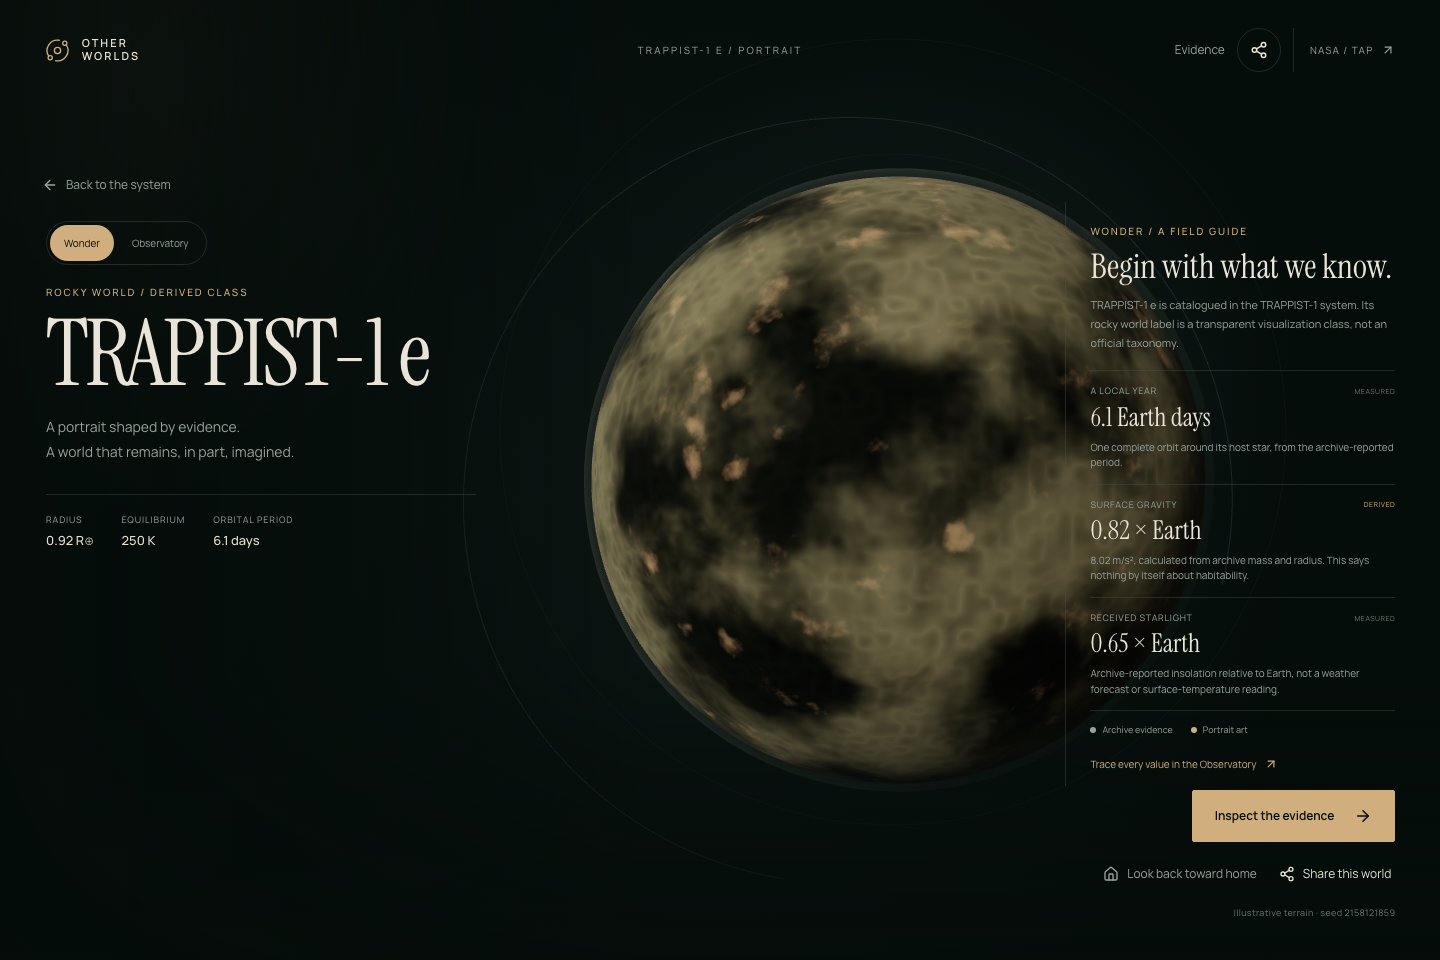 OTHER
WORLDS
TRAPPIST-1 E / PORTRAIT
Evidence
NASA / TAP
Back to the system
Wonder
Observatory
ROCKY WORLD / DERIVED CLASS
TRAPPIST-1 e
A portrait shaped by evidence.
A world that remains, in part, imagined.
RADIUS
0.92 R⊕
EQUILIBRIUM
250 K
ORBITAL PERIOD
6.1 days
WONDER / A FIELD GUIDE
Begin with what we know.
TRAPPIST-1 e is catalogued in the TRAPPIST-1 system. Its
rocky world label is a transparent visualization class, not an
official taxonomy.
A LOCAL YEAR
MEASURED
6.1 Earth days
One complete orbit around its host star, from the archive-reported
period.
SURFACE GRAVITY
DERIVED
0.82 × Earth
8.02 m/s², calculated from archive mass and radius. This says
nothing by itself about habitability.
RECEIVED STARLIGHT
MEASURED
0.65 × Earth
Archive-reported insolation relative to Earth, not a weather
forecast or surface-temperature reading.
Archive evidence
Portrait art
Trace every value in the Observatory
Inspect the evidence
Look back toward home
Share this world
Illustrative terrain · seed 2158121859